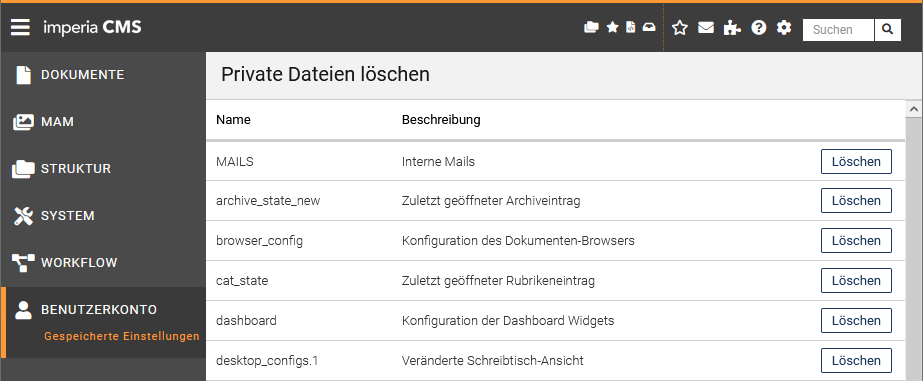 imperia CMS
Suchen
DOKUMENTE
MAM
STRUKTUR
SYSTEM
WORKFLOW
BENUTZERKONTO
Gespeicherte Einstellungen
Private Dateien löschen
Name Beschreibung
MAILS Interne Mails Löschen
archive_state_new Zuletzt geöffneter Archiveintrag Löschen
browser_config Konfiguration des Dokumenten-Browsers Löschen
cat_state Zuletzt geöffneter Rubrikeneintrag Löschen
dashboard Konfiguration der Dashboard Widgets Löschen
desktop_configs.1 Veränderte Schreibtisch-Ansicht Löschen